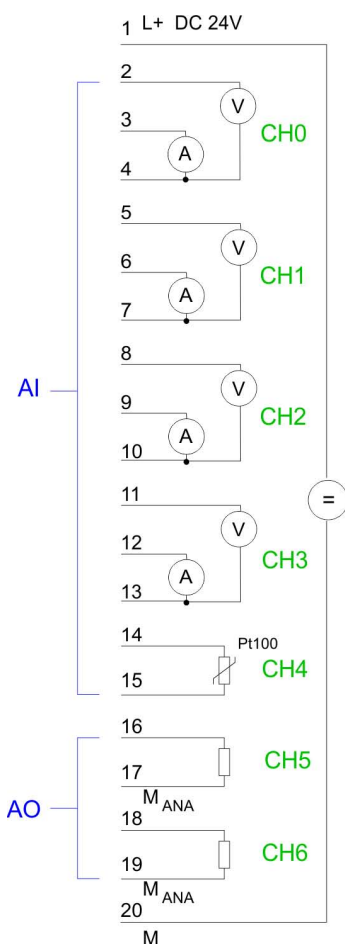 1 L+ DC 24V
2
V
3
CH0
A
4
5
V
6
CH1
A
7
8
V
AI
9
CH2
A
10
11
=
V
12
CH3
A
13
14
Pt100
CH4
15
16
CH5
17
M ANA
AO
18
CH6
19
M ANA
20
M